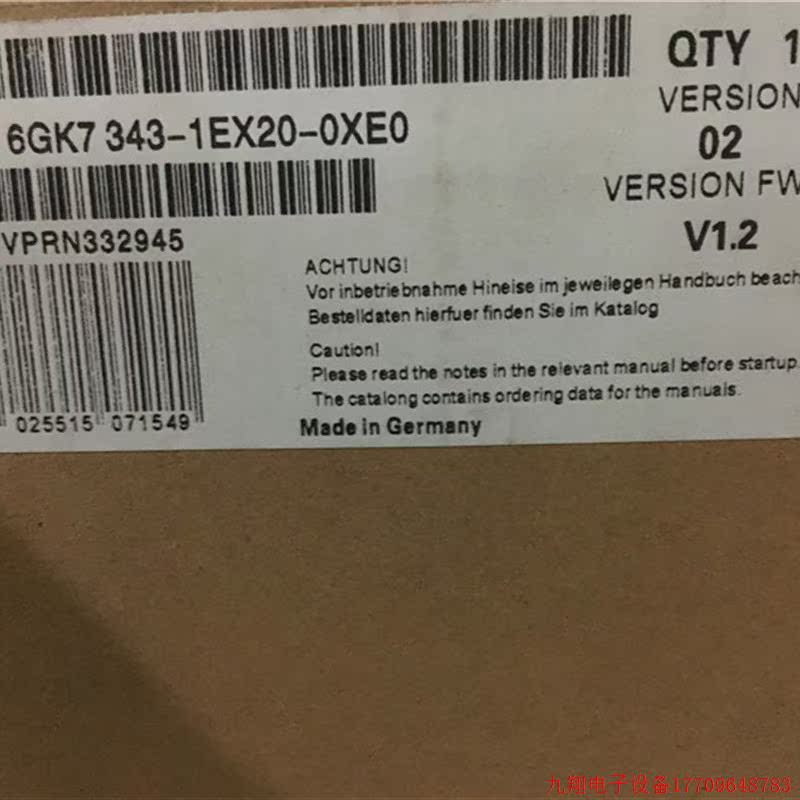 QTY 1
6GK7 343-1EX20-0XE0
VERSION
02
VERSION FW
V1.2
VPRN332945
ACHTUNG!
Vor inbetriebnahme Hineise im jeweilegen Handbuch beach
Bestelldaten hierfuer finden Sie im Katalog
Caution!
Please read the notes in the relevant manual before startup.
The catalong contains ordering data for the manuals.
025515 071549
Made in Germany
九翔电子设备17709648783